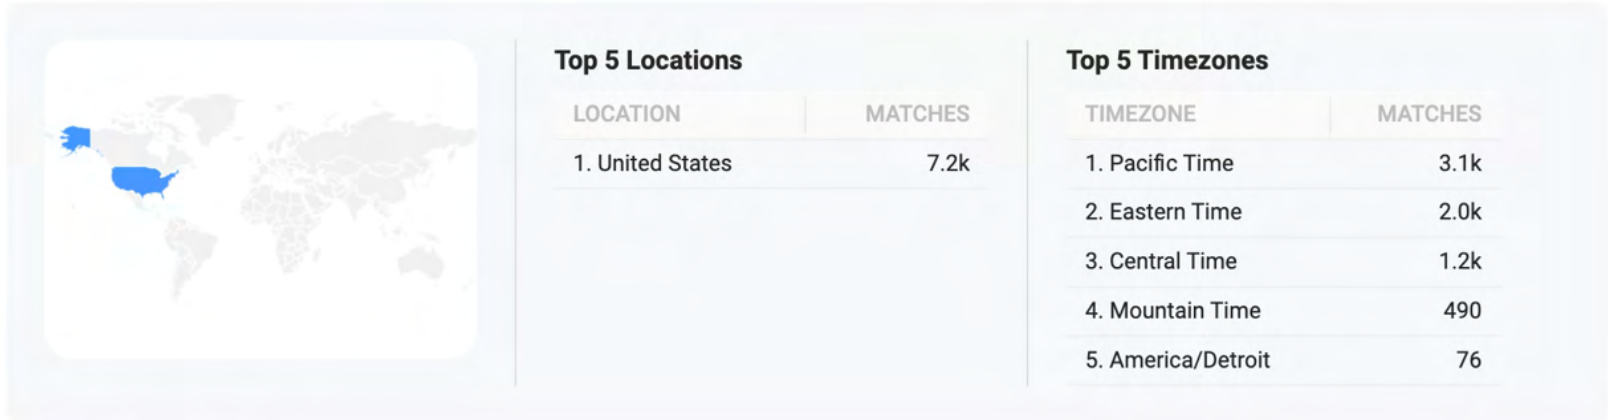 Top 5 Locations
LOCATION MATCHES
1. United States 7.2k
Top 5 Timezones
TIMEZONE MATCHES
1. Pacific Time 3.1k
2. Eastern Time 2.0k
3. Central Time 1.2k
4. Mountain Time 490
5. America/Detroit 76